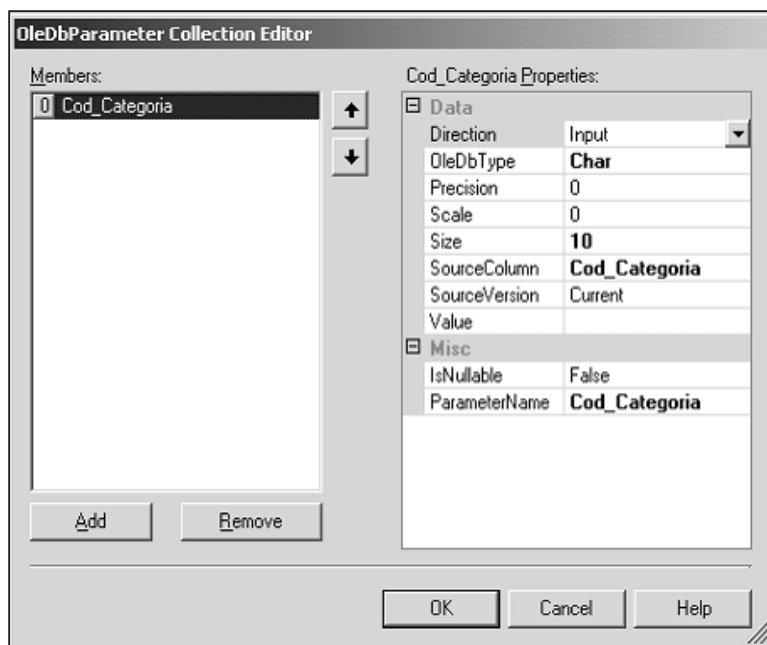 OleDbParameter Collection Editor
Members:
0 Cod_Categoria
Add
Remove
Cod_Categoria Properties:
Data
Direction Input
OleDbType Char
Precision 0
Scale 0
Size 10
SourceColumn Cod_Categoria
SourceVersion Current
Value
Misc
IsNullable False
ParameterName Cod_Categoria
OK
Cancel
Help